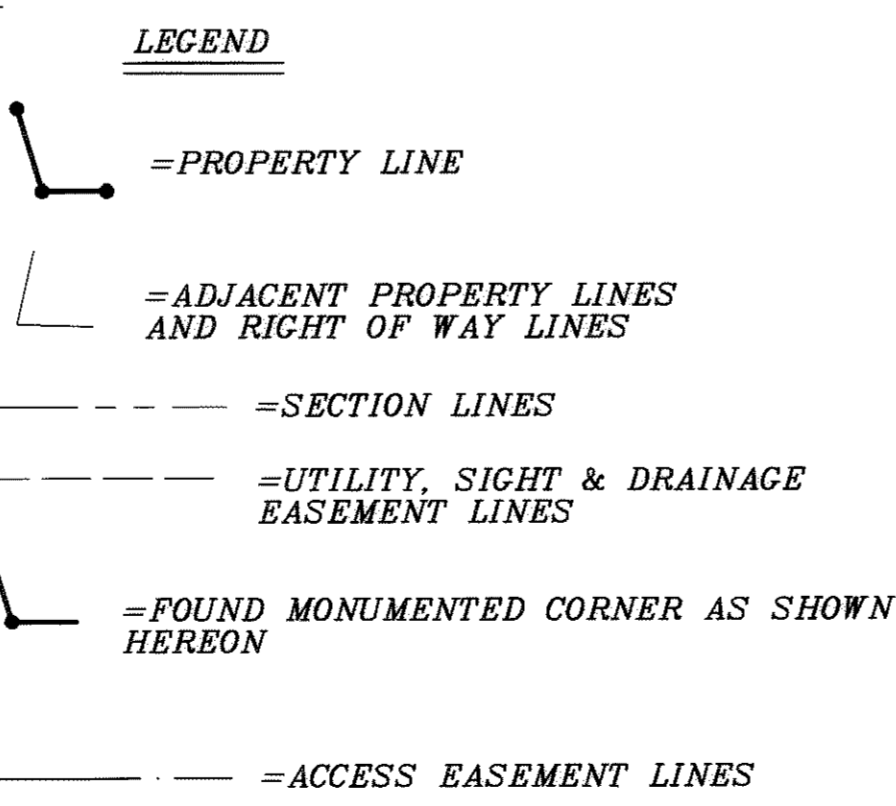 LEGEND
=PROPERTY LINE
=ADJACENT PROPERTY LINES
AND RIGHT OF WAY LINES
=SECTION LINES
=UTILITY, SIGHT & DRAINAGE
EASEMENT LINES
=FOUND MONUMENTED CORNER AS SHOWN
HEREON
=ACCESS EASEMENT LINES